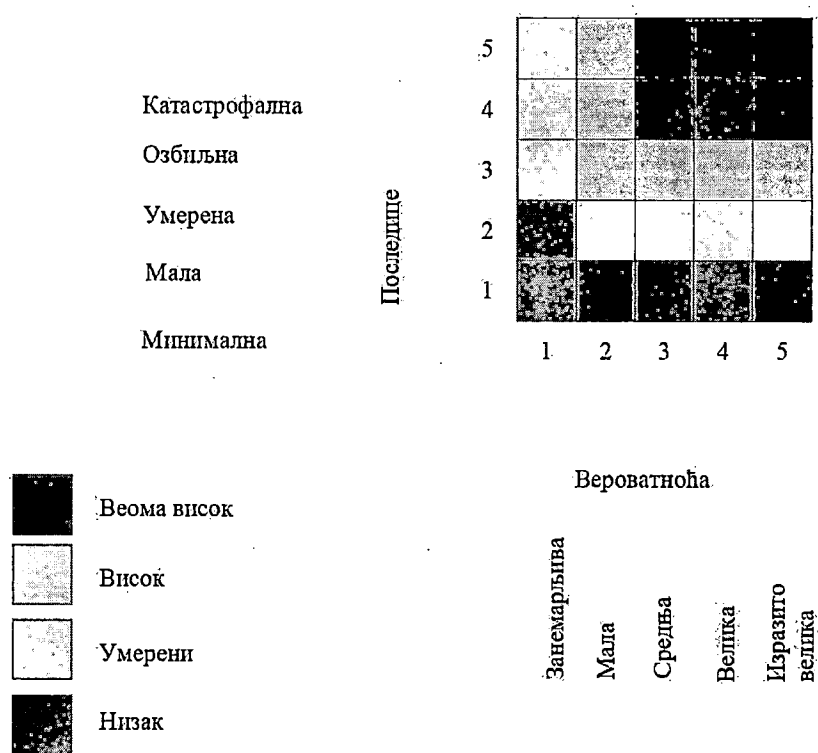 5
Катастрофална
4
Озбиљна
3
Умерена
Последице
2
Мала
1
Минимална
1 2 3 4 5
Вероватноћа
Занемарљива
Мала
Средња
Велика
Изразито
велика
Веома висок
Висок
Умерени
Низак